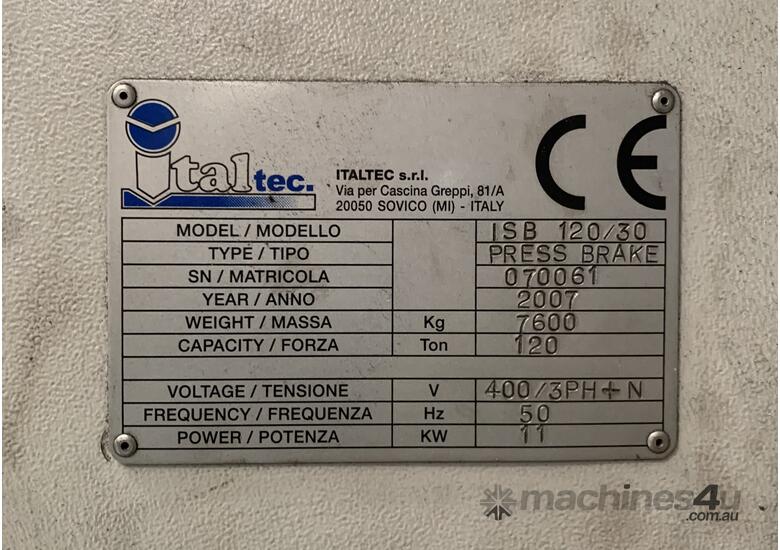 italtec.
ITALTEC s.r.l.
Via per Cascina Greppi, 81/A
20050 SOVICO (MI) - ITALY
CE
MODEL / MODELLO ISB 120/30
TYPE / TIPO PRESS BRAKE
SN / MATRICOLA 070061
YEAR / ANNO 2007
WEIGHT / MASSA Kg 7600
CAPACITY / FORZA Ton 120
VOLTAGE / TENSIONE V 400/3PH+N
FREQUENCY / FREQUENZA Hz 50
POWER / POTENZA KW 11
machines4u
.com.au